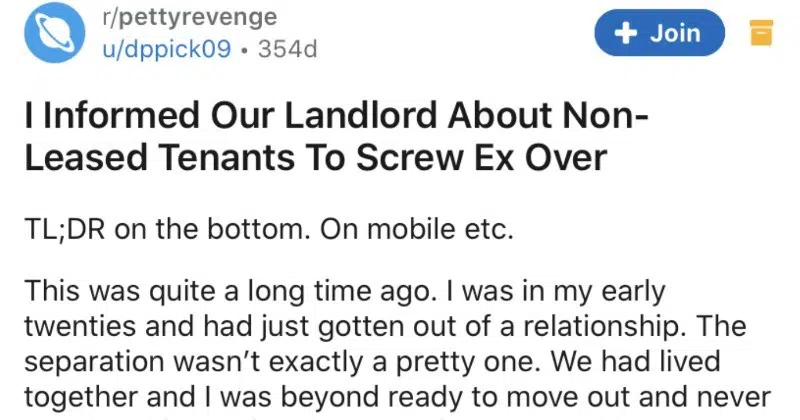 r/pettyrevenge
u/dppick09 • 354d
+ Join
I Informed Our Landlord About Non-
Leased Tenants To Screw Ex Over
TL;DR on the bottom. On mobile etc.
This was quite a long time ago. I was in my early
twenties and had just gotten out of a relationship. The
separation wasn’t exactly a pretty one. We had lived
together and I was beyond ready to move out and never